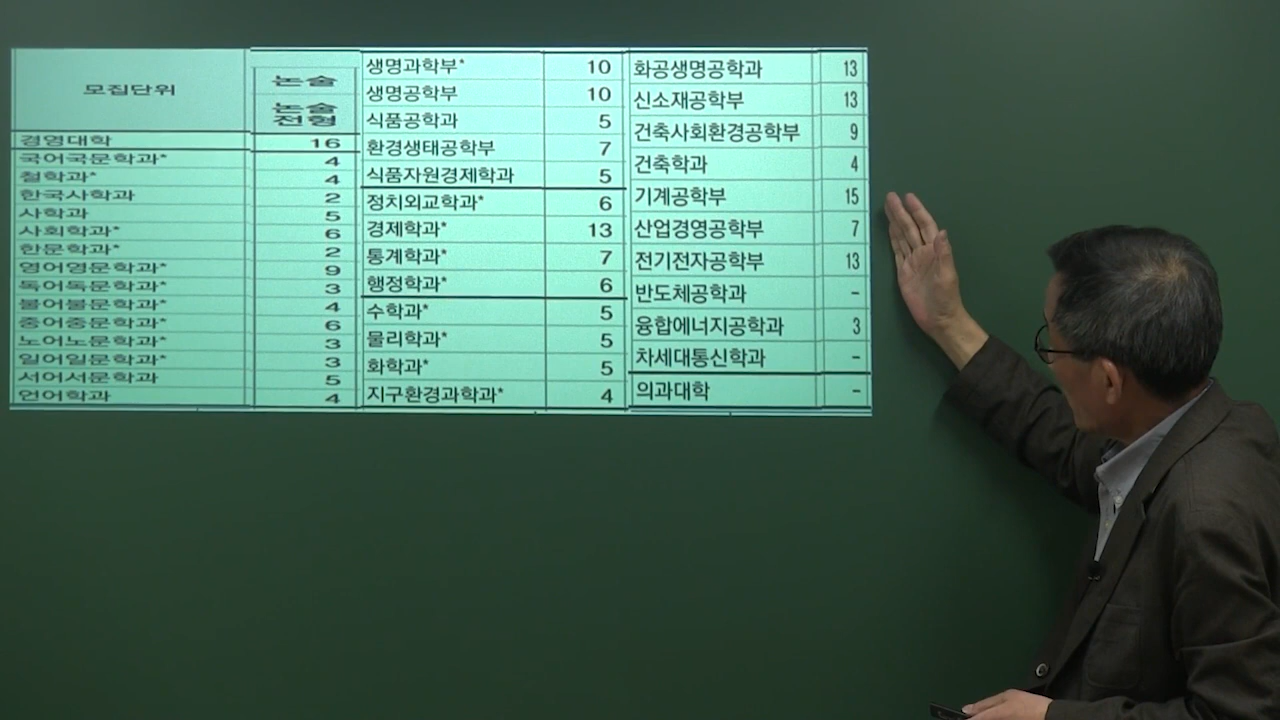 모집단위 논술
논술
전형
경영대학 16
국어국문학과* 4
철학과* 4
한국사학과 2
사학과 5
사회학과* 6
한문학과* 2
영어영문학과* 9
독어독문학과* 3
불어불문학과* 4
중어중문학과* 6
노어노문학과* 3
일어일문학과* 3
서어서문학과 5
언어학과 4
생명과학부* 10
생명공학부 10
식품공학과 5
환경생태공학부 7
식품자원경제학과 5
정치외교학과* 6
경제학과* 13
통계학과* 7
행정학과* 6
수학과* 5
물리학과* 5
화학과* 5
지구환경과학과* 4
화공생명공학과 13
신소재공학부 13
건축사회환경공학부 9
건축학과 4
기계공학부 15
산업경영공학부 7
전기전자공학부 13
반도체공학과 -
융합에너지공학과 3
차세대통신학과 -
의과대학 -